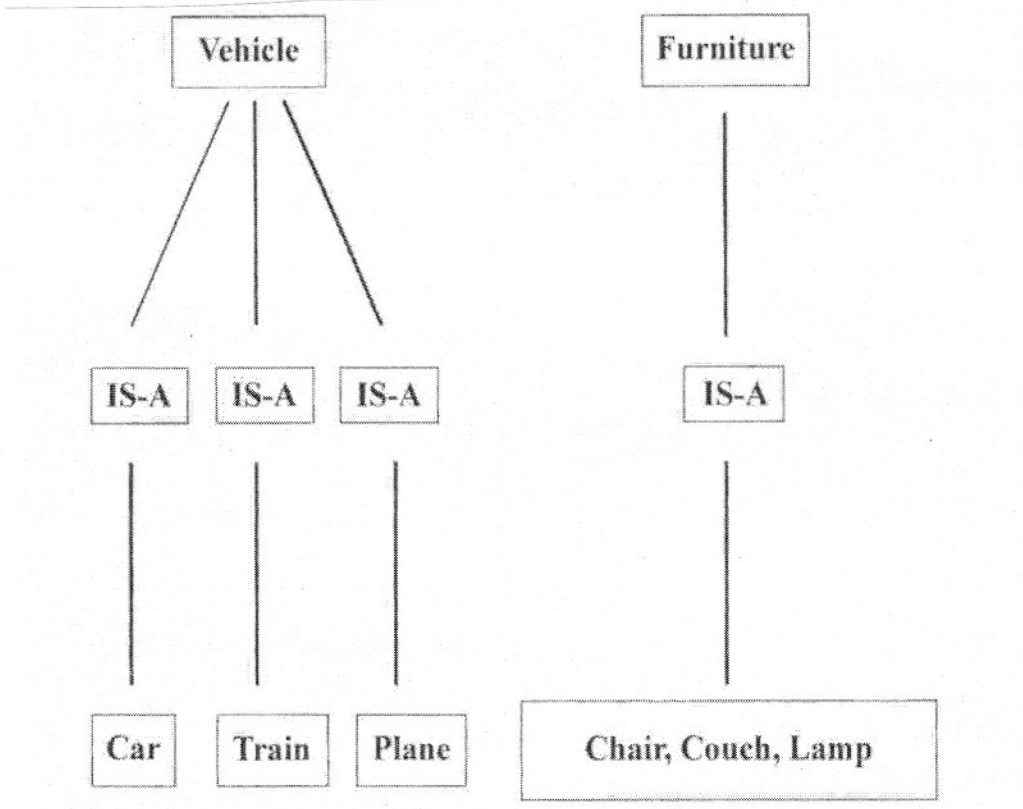 Vehicle
Furniture
IS-A
IS-A
IS-A
IS-A
Car
Train
Plane
Chair, Couch, Lamp